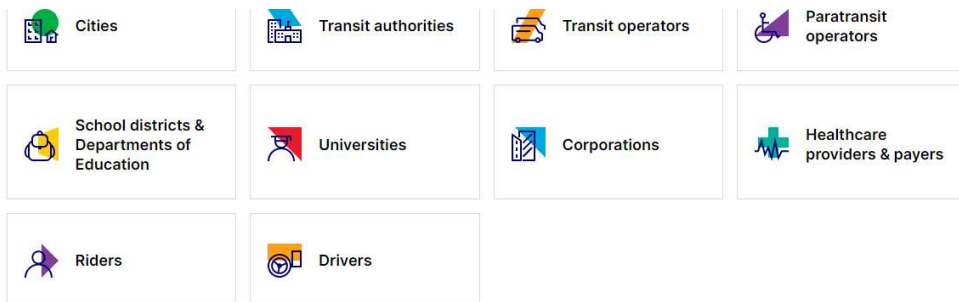 Cities
Transit authorities
Transit operators
Paratransit
operators
School districts &
Departments of
Education
Universities
Corporations
Healthcare
providers & payers
Riders
Drivers